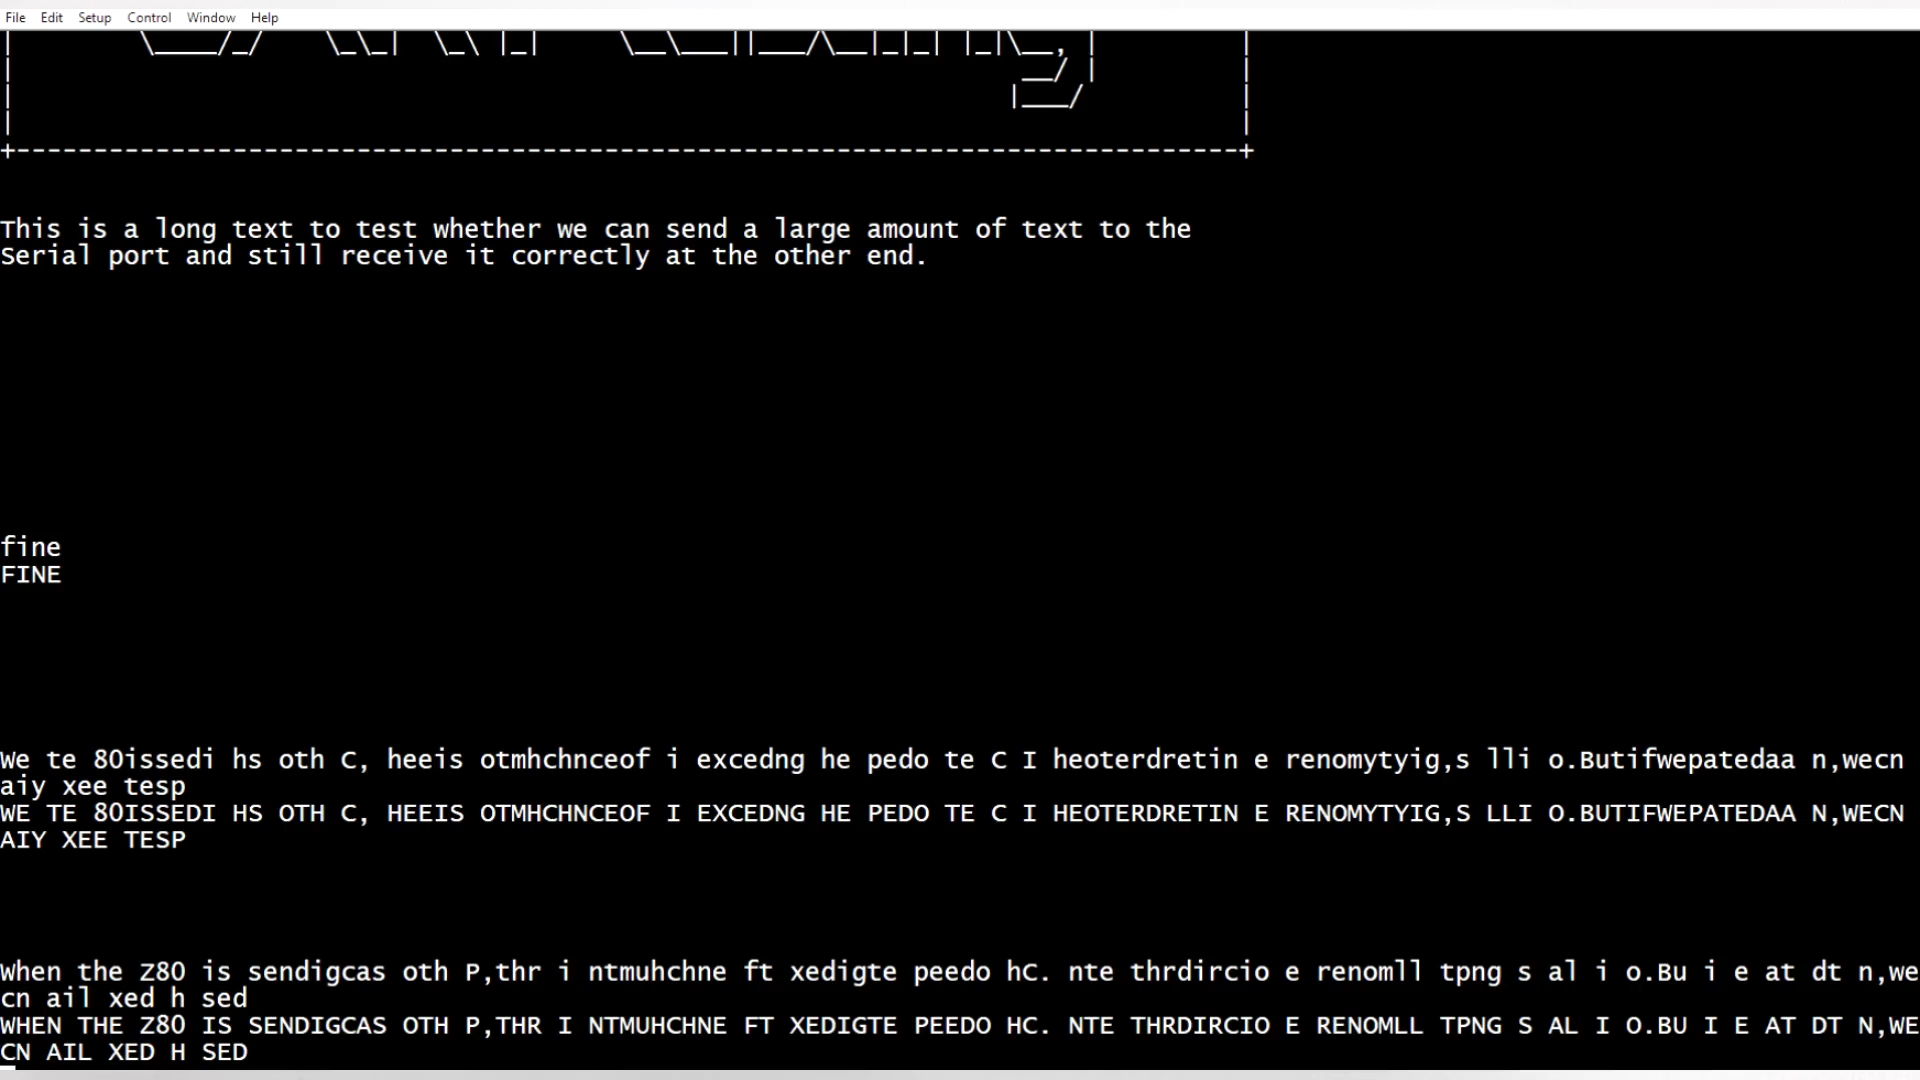 File Edit Setup Control Window Help
This is a long text to test whether we can send a large amount of text to the
Serial port and still receive it correctly at the other end.
fine
FINE
We te 80issedi hs oth C, heeis otmhchnceof i excedng he pedo te C I heoterdretin e renomytyig,s lli o.Butifwepatedaa n,wecn
aiy xee tesp
WE TE 80ISSEDI HS OTH C, HEEIS OTMHCHNCEOF I EXCEDNG HE PEDO TE C I HEOTERDRETIN E RENOMYTYIG,S LLI O.BUTIFWEPATEDAA N,WECN
AIY XEE TESP
When the Z80 is sendigcas oth P,thr i ntmuhchne ft xedigte peedo hC. nte thrdircio e renomll tpng s al i o.Bu i e at dt n,we
cn ail xed h sed
WHEN THE Z80 IS SENDIGCAS OTH P,THR I NTMUHCHNE FT XEDIGTE PEEDO HC. NTE THRDIRCIO E RENOMLL TPNG S AL I O.BU I E AT DT N,WE
CN AIL XED H SED